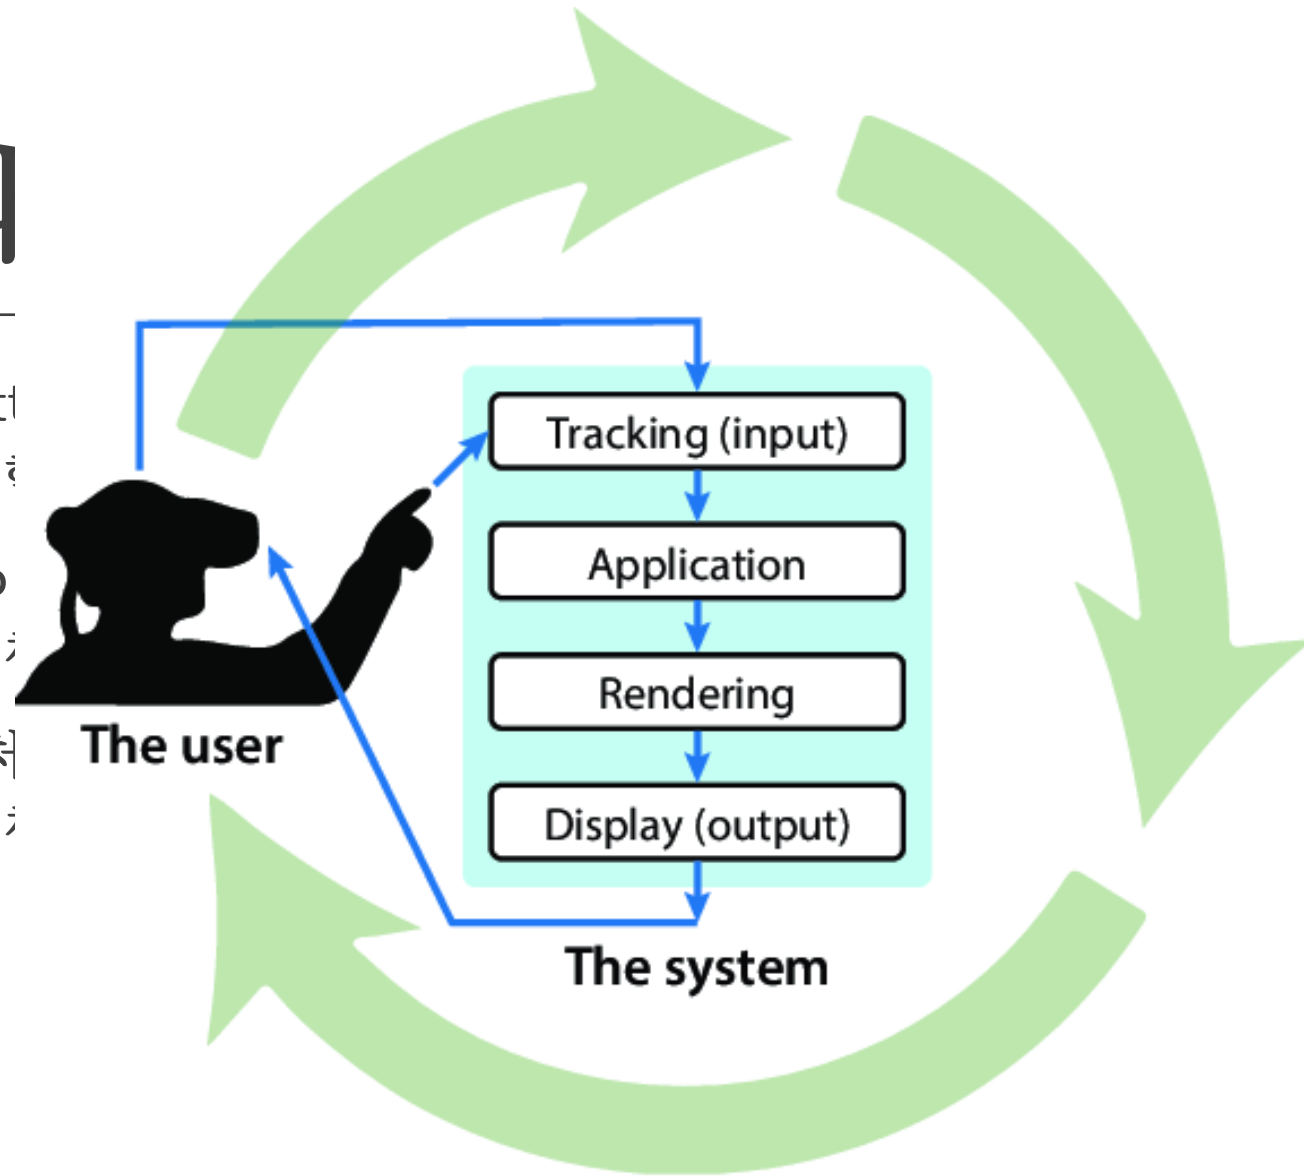 Tracking (input)
Application
Rendering
The user
Display (output)
The system